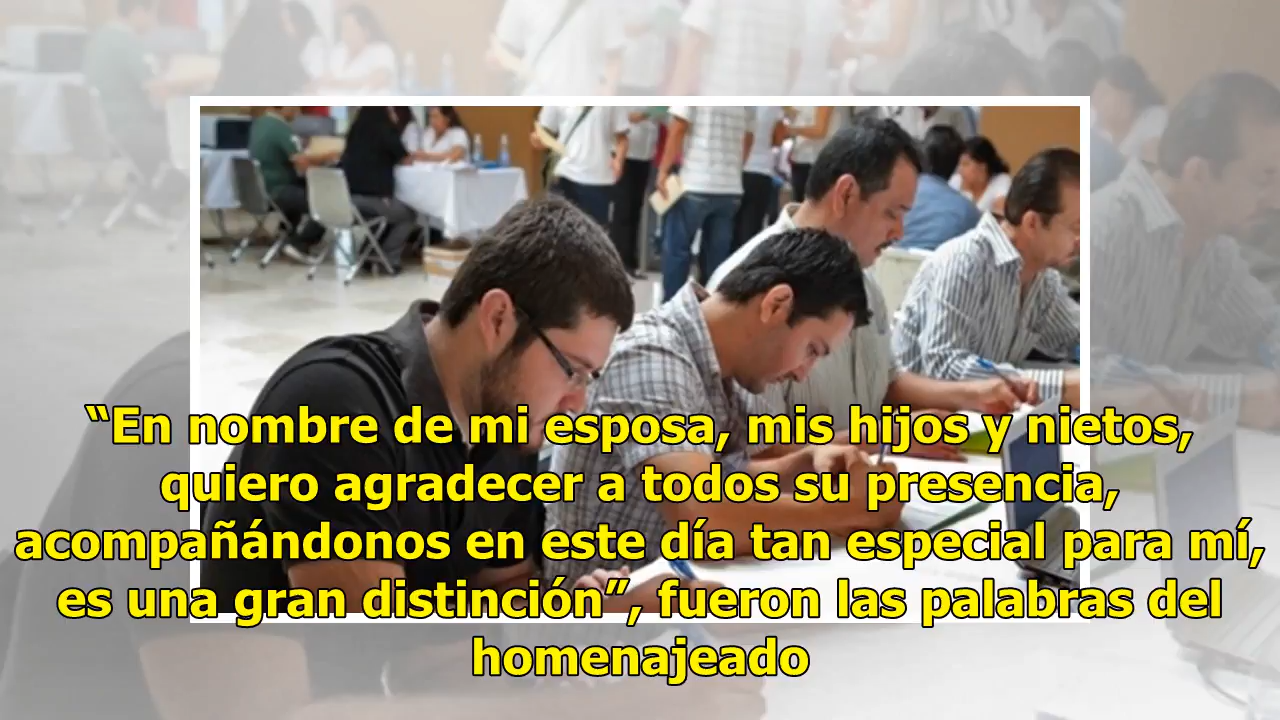 “En nombre de mi esposa, mis hijos y nietos,
quiero agradecer a todos su presencia,
acompañándonos en este día tan especial para mí,
es una gran distinción”, fueron las palabras del
homenajeado